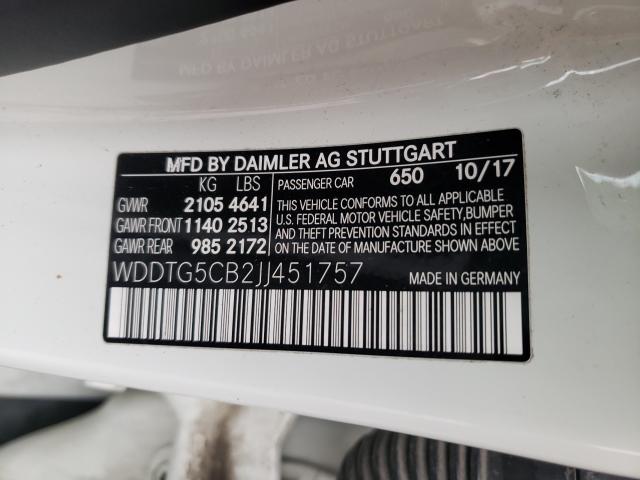 MFD BY DAIMLER AG STUTTGART
KG LBS
GVWR 2105 4641
GAWR FRONT 1140 2513
GAWR REAR 985 2172
PASSENGER CAR 650 10/17
THIS VEHICLE CONFORMS TO ALL APPLICABLE
U.S. FEDERAL MOTOR VEHICLE SAFETY,BUMPER
AND THEFT PREVENTION STANDARDS IN EFFECT
ON THE DATE OF MANUFACTURE SHOWN ABOVE.
WDDTG5CB2JJ451757
MADE IN GERMANY